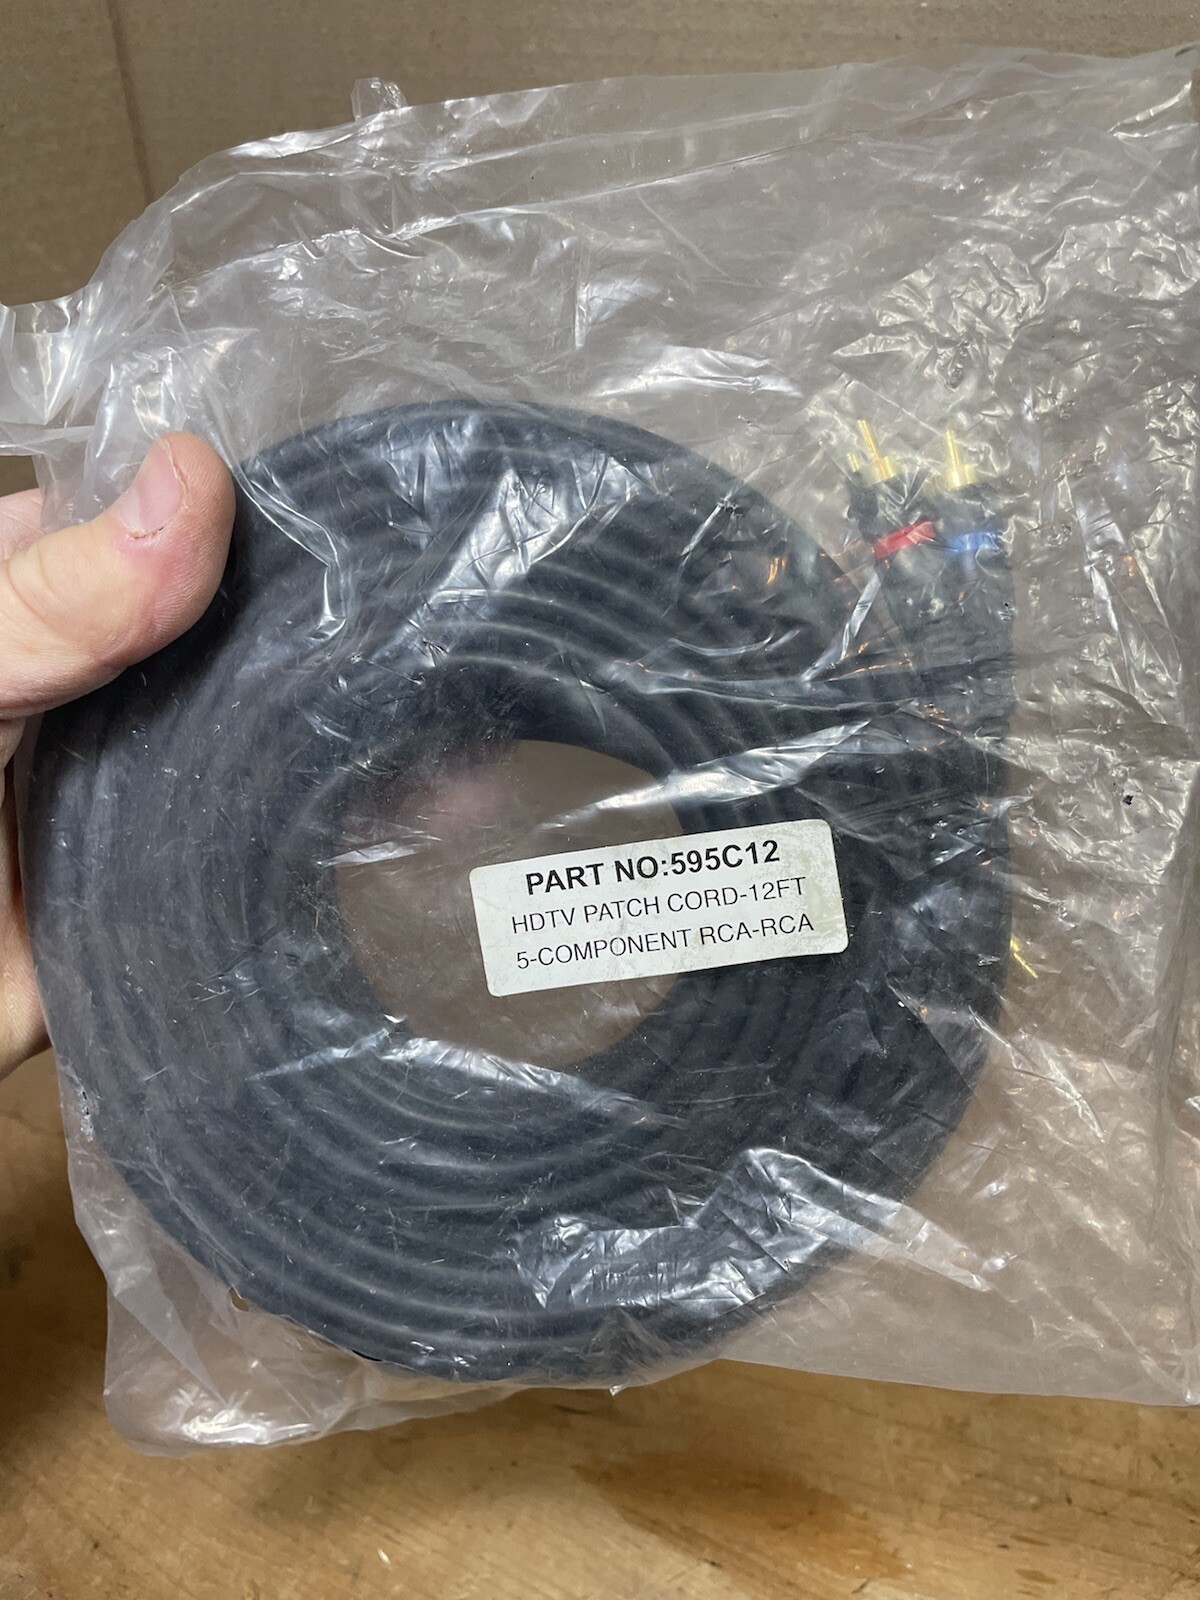 PART NO:595C12
HDTV PATCH CORD-12FT
5-COMPONENT RCA-RCA